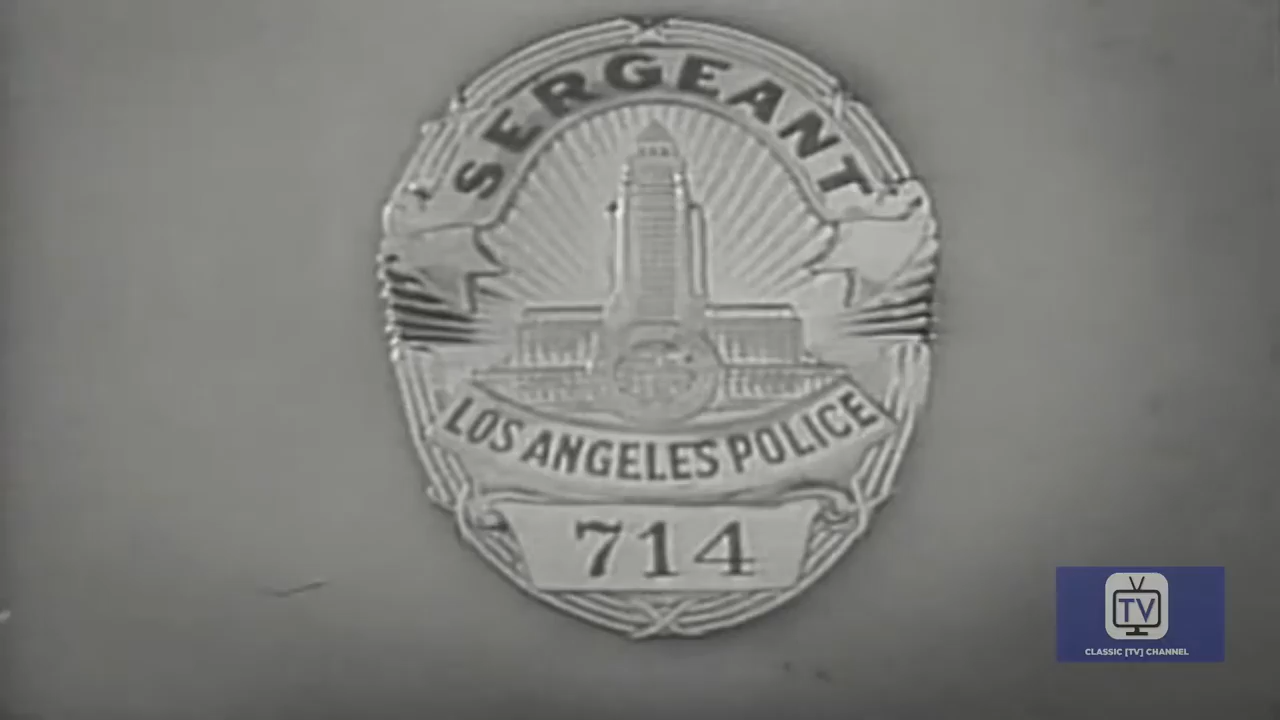 SERGEANT
LOS ANGELES POLICE
714
TV
CLASSIC [TV] CHANNEL